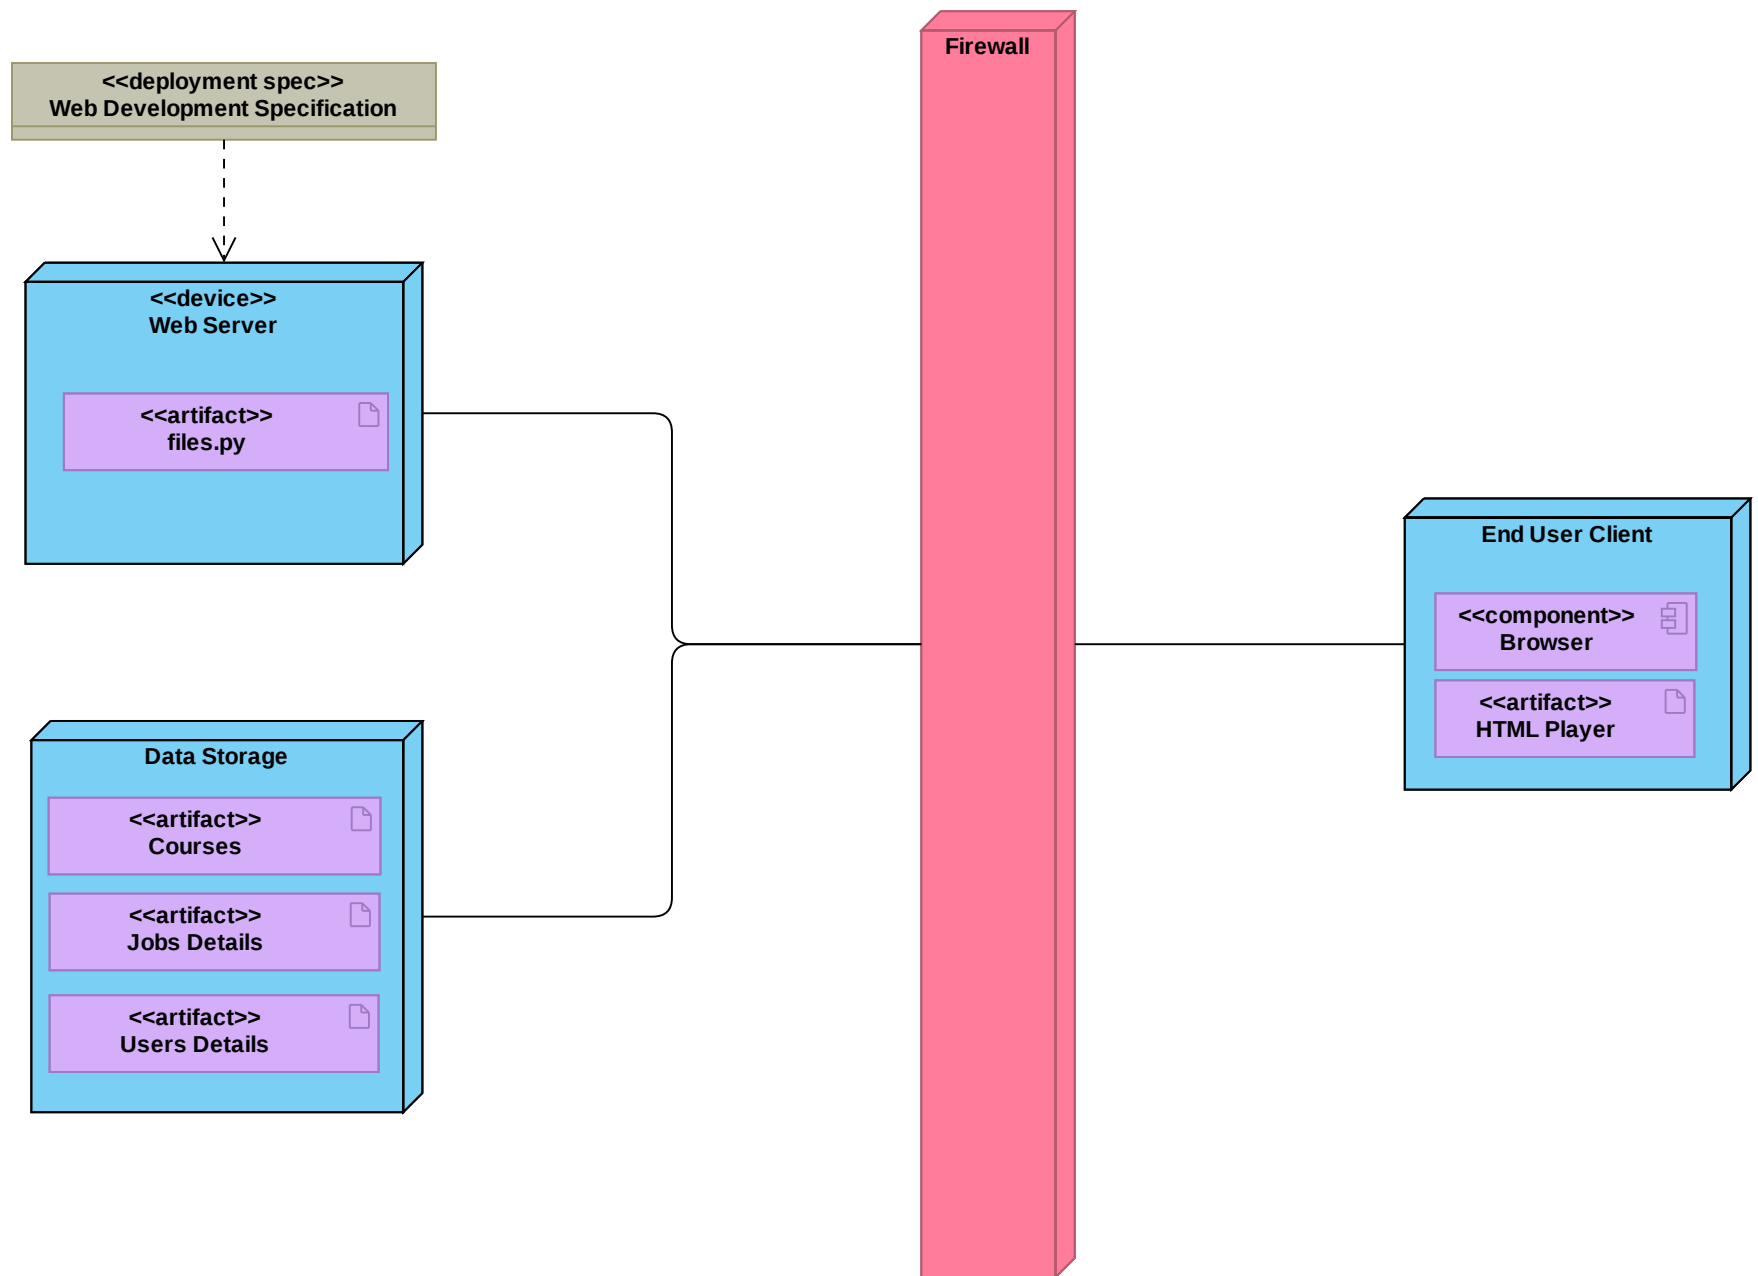 <<deployment spec>>
Web Development Specification
<<device>>
Web Server
<<artifact>>
files.py
Data Storage
<<artifact>>
Courses
<<artifact>>
Jobs Details
<<artifact>>
Users Details
Firewall
End User Client
<<component>>
Browser
<<artifact>>
HTML Player